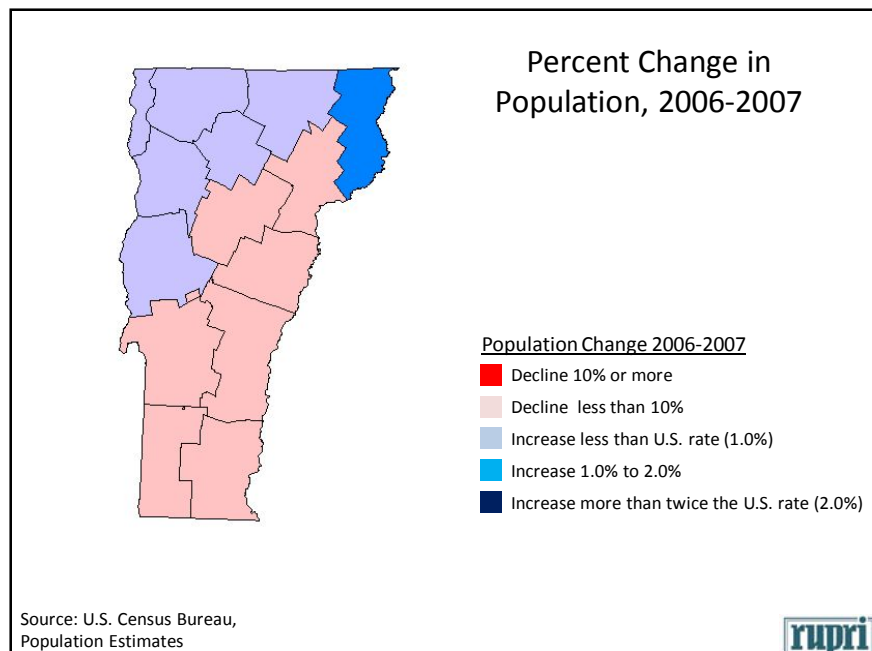 Percent Change in
Population, 2006-2007
Population Change 2006-2007
Decline 10% or more
Decline less than 10%
Increase less than U.S. rate (1.0%)
Increase 1.0% to 2.0%
Increase more than twice the U.S. rate (2.0%)
Source: U.S. Census Bureau,
Population Estimates
rupri